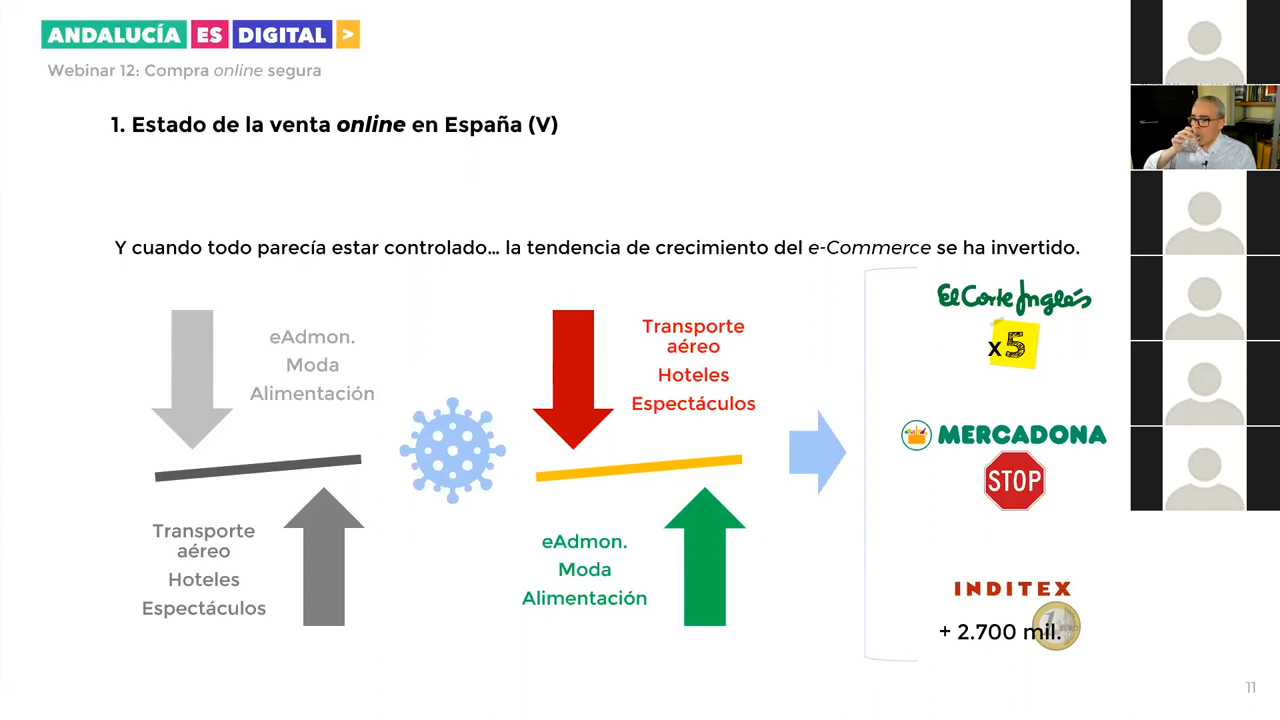 ANDALUCÍA ES DIGITAL >
Webinar 12: Compra online segura
1. Estado de la venta online en España (V)
Y cuando todo parecía estar controlado... la tendencia de crecimiento del e-Commerce se ha invertido.
eAdmon.
Moda
Alimentación
Transporte
aéreo
Hoteles
Espectáculos
Transporte
aéreo
Hoteles
Espectáculos
eAdmon.
Moda
Alimentación
El Corte Inglés
x5
MERCADONA
STOP
INDITEX
1 EURO
+ 2.700 mil.
11